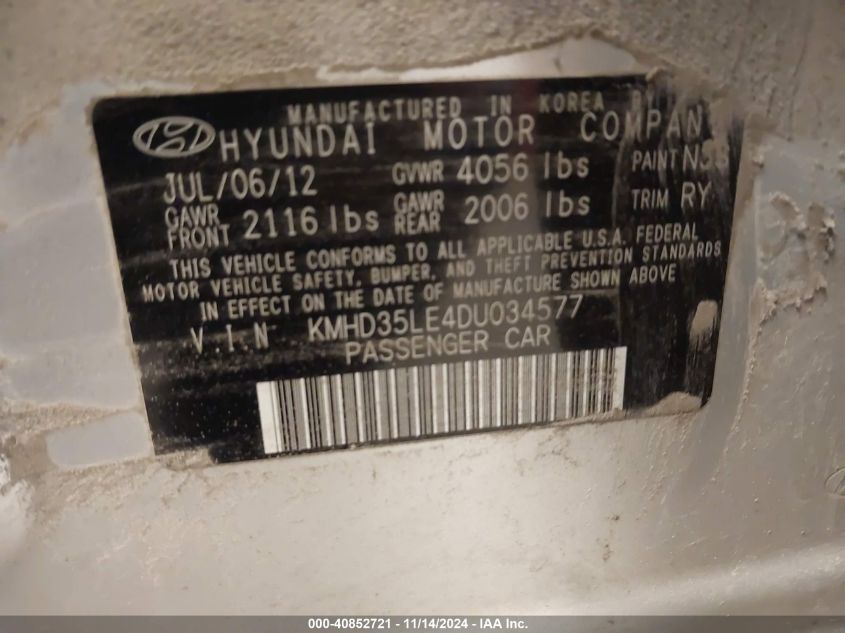 MANUFACTURED IN KOREA BY
HYUNDAI MOTOR COMPAN
JUL/06/12 GVWR 4056 lbs PAINT
GAWR FRONT 2116 lbs GAWR REAR 2006 lbs TRIM RY
THIS VEHICLE CONFORMS TO ALL APPLICABLE U.S.A. FEDERAL
MOTOR VEHICLE SAFETY, BUMPER, AND THEFT PREVENTION STANDARDS
IN EFFECT ON THE DATE OF MANUFACTURE SHOWN ABOVE
V.I.N KMHD35LE4DU034577
PASSENGER CAR
000-40852721 - 11/14/2024 - IAA Inc.